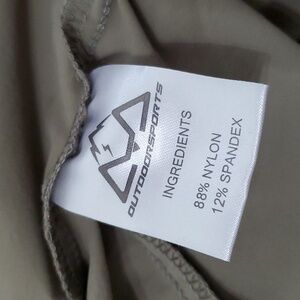 OUTDOORSPORTS
INGREDIENTS
88% NYLON
12% SPANDEX